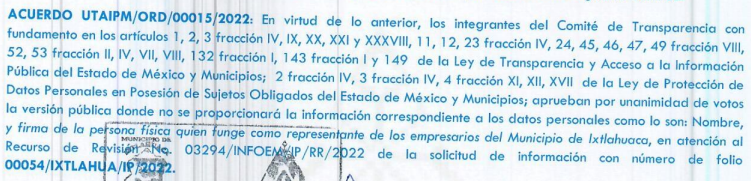 ACUERDO UTAIPM/ORD/00015/2022: En virtud de lo anterior, los integrantes del Comité de Transparencia con
fundamento en los artículos 1, 2, 3 fracción IV, IX, XX, XXI y XXXVIII, 11, 12, 23 fracción IV, 24, 45, 46, 47, 49 fracción VIII,
52, 53 fracción II, IV, VII, VIII, 132 fracción I, 143 fracción I y 149 de la Ley de Transparencia y Acceso a la Información
Pública del Estado de México y Municipios; 2 fracción IV, 3 fracción IV, 4 fracción XI, XII, XVII de la Ley de Protección de
Datos Personales en Posesión de Sujetos Obligados del Estado de México y Municipios; aprueban por unanimidad de votos
la versión pública donde no se proporcionará la información correspondiente a los datos personales como lo son: Nombre,
y firma de la persona física quien funge como representante de los empresarios del Municipio de Ixtlahuaca, en atención al
MUNICIPIO DE
Recurso de Revisión No. 03294/INFOEM/IP/RR/2022 de la solicitud de información con número de folio
00054/IXTLAHUA/IP/2022.